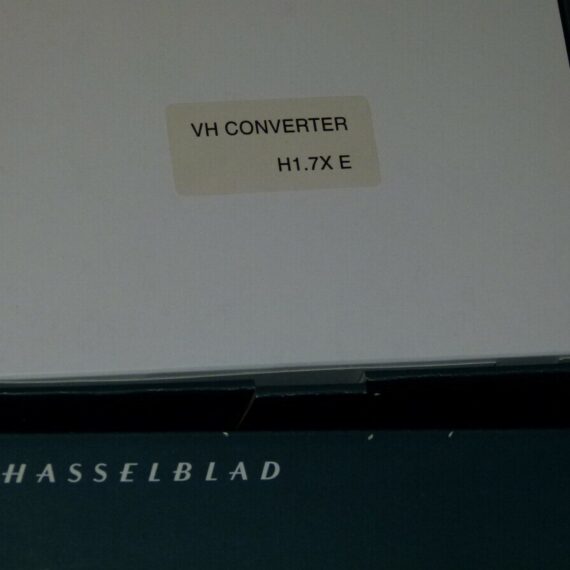 VH CONVERTER
H1.7X E
HASSELBLAD